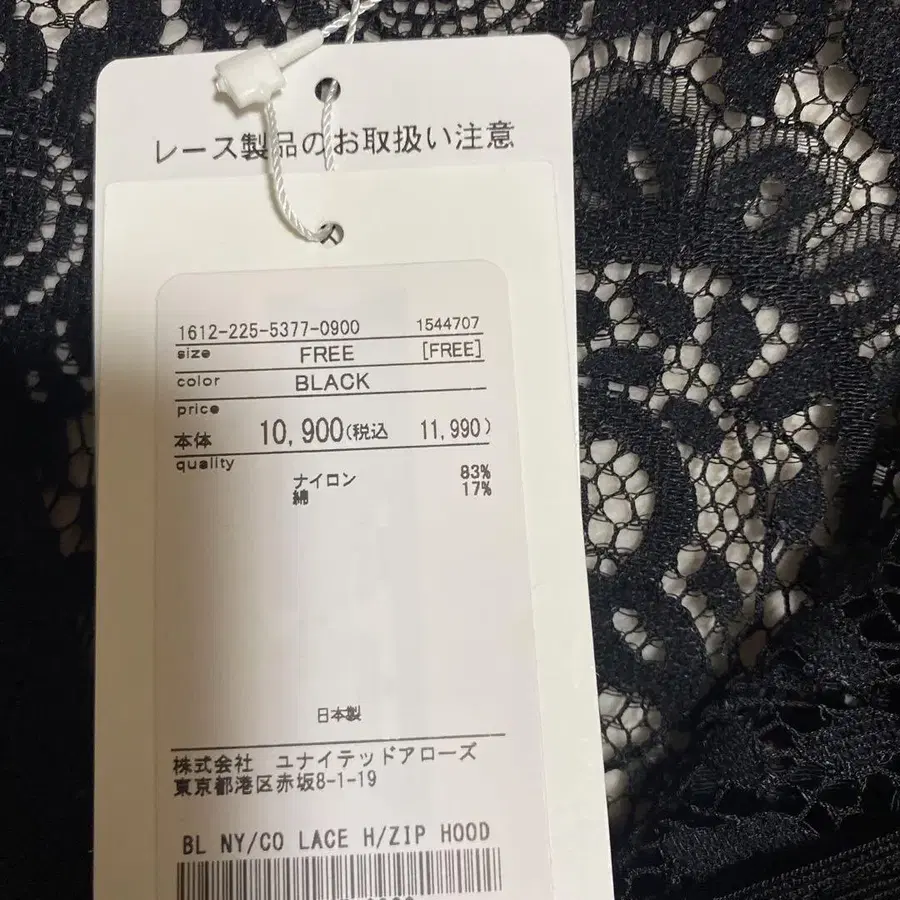 レース製品のお取扱い注意
1612-225-5377-0900 1544707
size FREE [FREE]
color BLACK
price
本体 10,900(税込 11,990)
quality
ナイロン 83%
綿 17%
日本製
株式会社 ユナイテッドアローズ
東京都港区赤坂8-1-19
BL NY/CO LACE H/ZIP HOOD